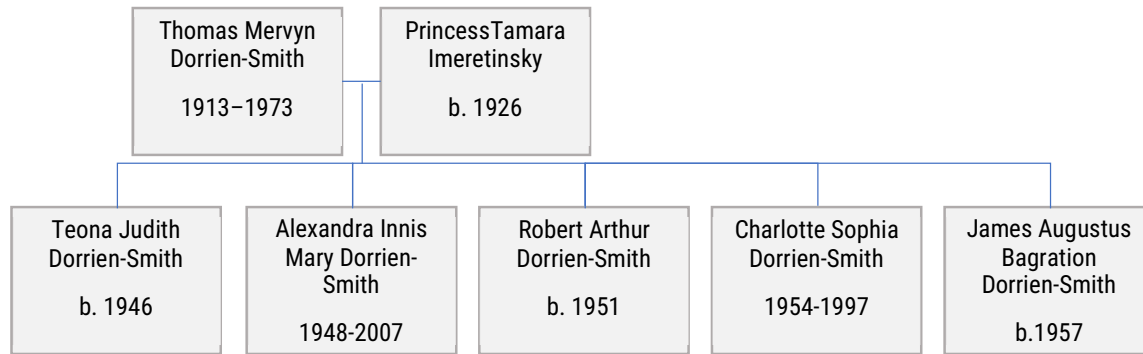 Thomas Mervyn
Dorrien-Smith
1913–1973
PrincessTamara
Imeretinsky
b. 1926
Teona Judith
Dorrien-Smith
b. 1946
Alexandra Innis
Mary Dorrien-
Smith
1948-2007
Robert Arthur
Dorrien-Smith
b. 1951
Charlotte Sophia
Dorrien-Smith
1954-1997
James Augustus
Bagration
Dorrien-Smith
b.1957